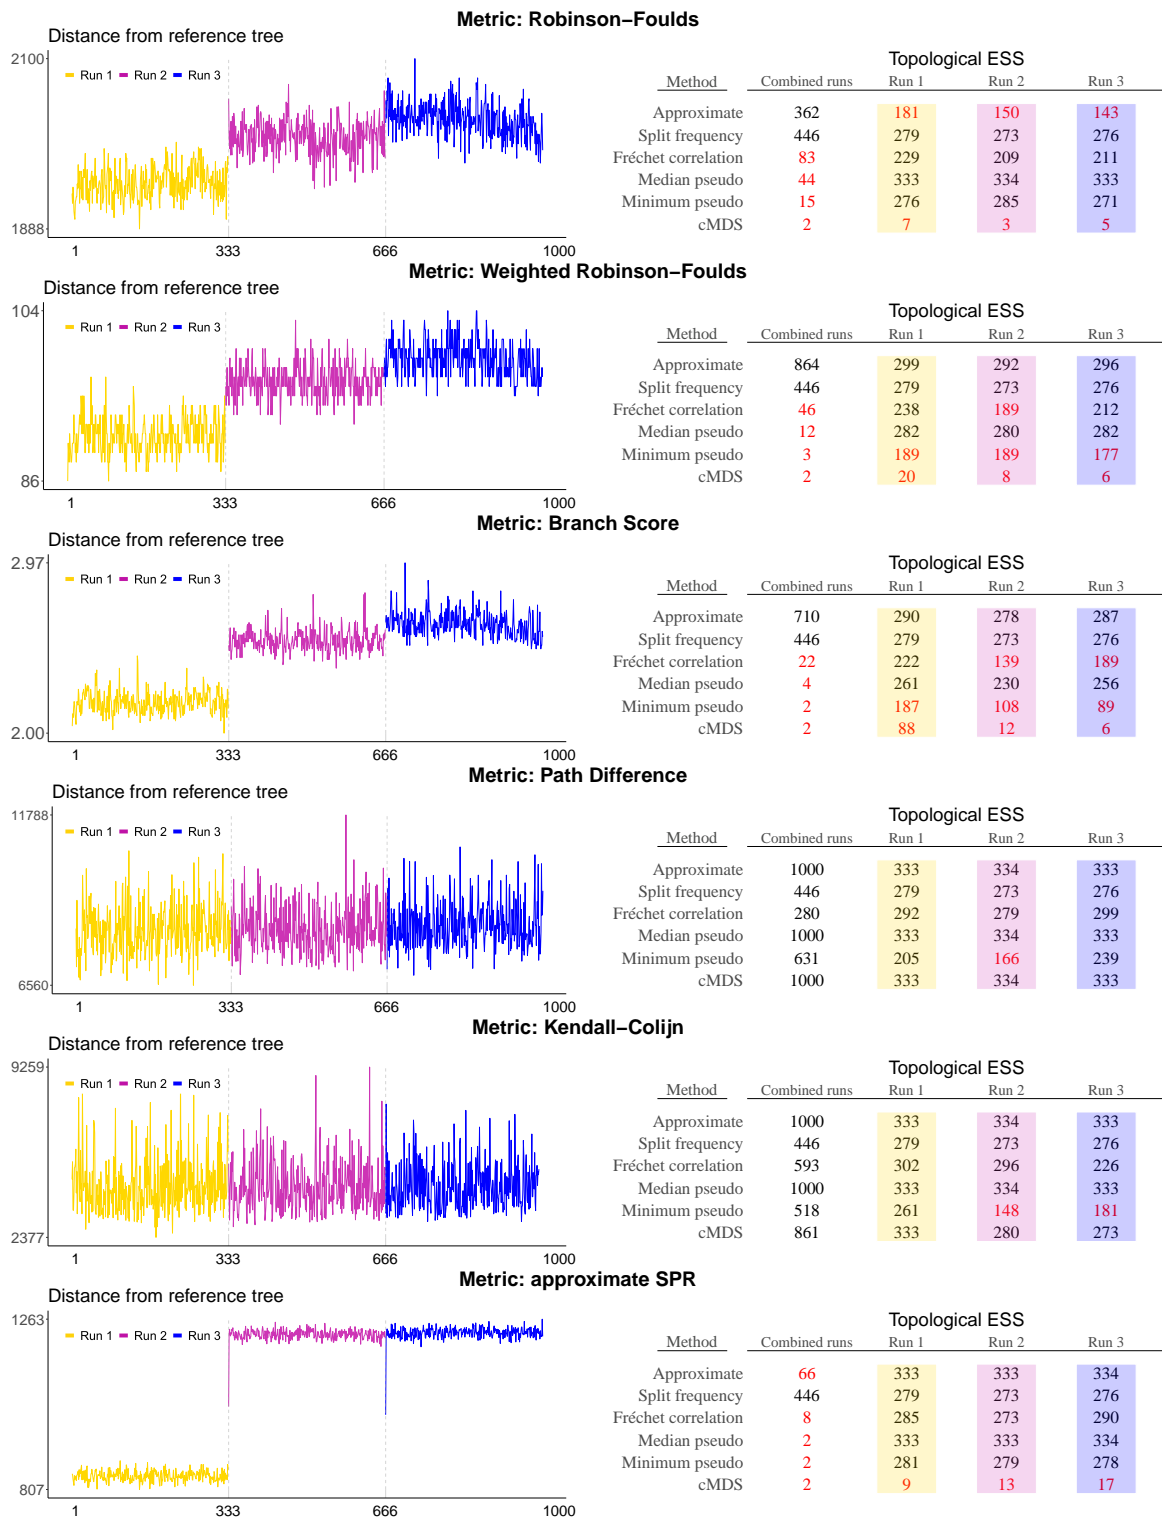 Metric: Robinson−Foulds
Distance from reference tree
2100
Run 1 Run 2 Run 3
1888
1 333 666 1000
Topological ESS
Method Combined runs Run 1 Run 2 Run 3
Approximate 362 181 150 143
Split frequency 446 279 273 276
Fréchet correlation 83 229 209 211
Median pseudo 44 333 334 333
Minimum pseudo 15 276 285 271
cMDS 2 7 3 5
Metric: Weighted Robinson−Foulds
Distance from reference tree
104
Run 1 Run 2 Run 3
86
1 333 666 1000
Topological ESS
Method Combined runs Run 1 Run 2 Run 3
Approximate 864 299 292 296
Split frequency 446 279 273 276
Fréchet correlation 46 238 189 212
Median pseudo 12 282 280 282
Minimum pseudo 3 189 189 177
cMDS 2 20 8 6
Metric: Branch Score
Distance from reference tree
2.97
Run 1 Run 2 Run 3
2.00
1 333 666 1000
Topological ESS
Method Combined runs Run 1 Run 2 Run 3
Approximate 710 290 278 287
Split frequency 446 279 273 276
Fréchet correlation 22 222 139 189
Median pseudo 4 261 230 256
Minimum pseudo 2 187 108 89
cMDS 2 88 12 6
Metric: Path Difference
Distance from reference tree
11788
Run 1 Run 2 Run 3
6560
1 333 666 1000
Topological ESS
Method Combined runs Run 1 Run 2 Run 3
Approximate 1000 333 334 333
Split frequency 446 279 273 276
Fréchet correlation 280 292 279 299
Median pseudo 1000 333 334 333
Minimum pseudo 631 205 166 239
cMDS 1000 333 334 333
Metric: Kendall−Colijn
Distance from reference tree
9259
Run 1 Run 2 Run 3
2377
1 333 666 1000
Topological ESS
Method Combined runs Run 1 Run 2 Run 3
Approximate 1000 333 334 333
Split frequency 446 279 273 276
Fréchet correlation 593 302 296 226
Median pseudo 1000 333 334 333
Minimum pseudo 518 261 148 181
cMDS 861 333 280 273
Metric: approximate SPR
Distance from reference tree
1263
Run 1 Run 2 Run 3
807
1 333 666 1000
Topological ESS
Method Combined runs Run 1 Run 2 Run 3
Approximate 66 333 333 334
Split frequency 446 279 273 276
Fréchet correlation 8 285 273 290
Median pseudo 2 333 333 334
Minimum pseudo 2 281 279 278
cMDS 2 9 13 17